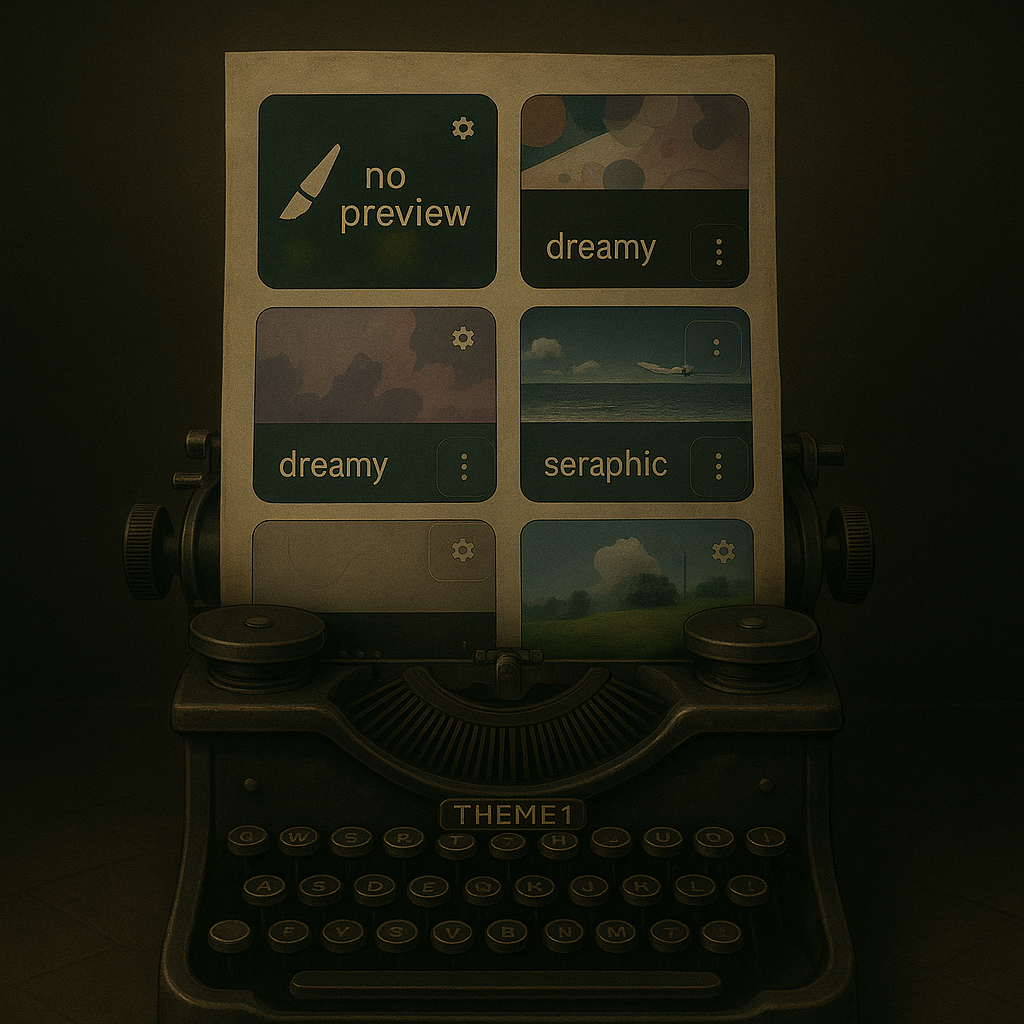 no
preview
dreamy
dreamy
seraphic
THEME1
G W S R T Y H U O I
A S D E Q K J R L I
F Y S V B N M T